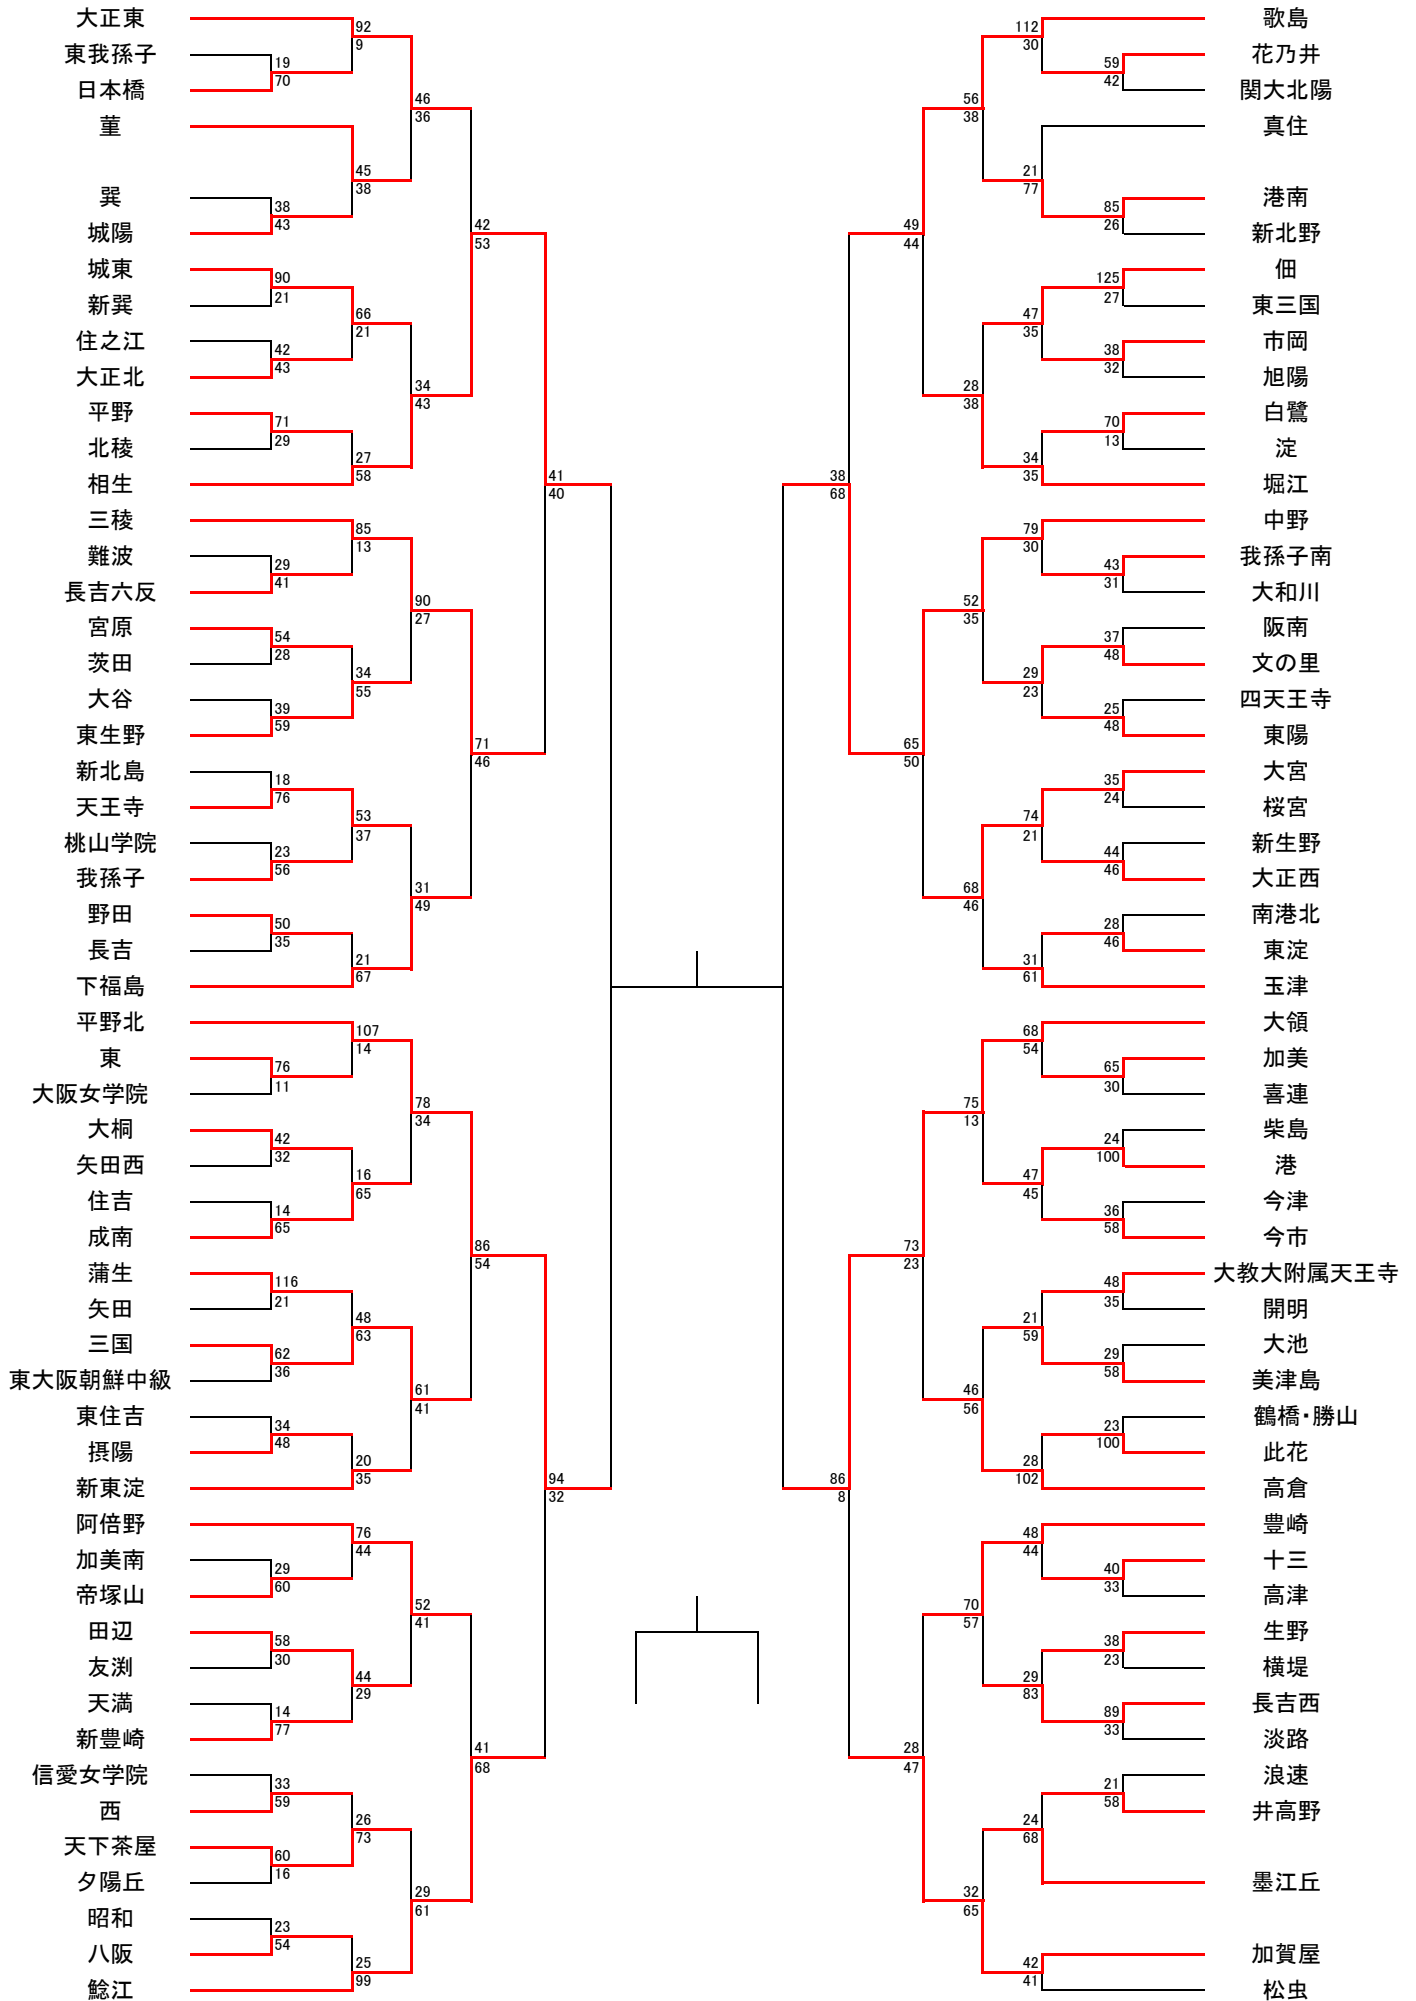 大正東
東我孫子
日本橋
菫
巽
城陽
城東
新巽
住之江
大正北
平野
北稜
相生
三稜
難波
長吉六反
宮原
茨田
大谷
東生野
新北島
天王寺
桃山学院
我孫子
野田
長吉
下福島
平野北
東
大阪女学院
大桐
矢田西
住吉
成南
蒲生
矢田
三国
東大阪朝鮮中級
東住吉
摂陽
新東淀
阿倍野
加美南
帝塚山
田辺
友渕
天満
新豊崎
信愛女学院
西
天下茶屋
夕陽丘
昭和
八阪
鯰江
19
70
38
43
90
21
42
43
71
29
29
41
54
28
39
59
18
76
23
56
50
35
76
11
42
32
14
65
116
21
62
36
34
48
29
60
58
30
14
77
33
59
60
16
23
54
92
9
45
38
66
21
27
58
85
13
34
55
53
37
21
67
107
14
16
65
48
63
20
35
76
44
44
29
26
73
25
99
46
36
34
43
90
27
31
49
78
34
61
41
52
41
29
61
42
53
71
46
86
54
41
68
41
40
94
32
38
68
86
8
49
44
65
50
73
23
28
47
56
38
28
38
52
35
68
46
75
13
46
56
70
57
32
65
112
30
21
77
47
35
34
35
79
30
29
23
74
21
31
61
68
54
47
45
21
59
28
102
48
44
29
83
24
68
42
41
59
42
85
26
125
27
38
32
70
13
43
31
37
48
25
48
35
24
44
46
28
46
65
30
24
100
36
58
48
35
29
58
23
100
40
33
38
23
89
33
21
58
歌島
花乃井
関大北陽
真住
港南
新北野
佃
東三国
市岡
旭陽
白鷺
淀
堀江
中野
我孫子南
大和川
阪南
文の里
四天王寺
東陽
大宮
桜宮
新生野
大正西
南港北
東淀
玉津
大領
加美
喜連
柴島
港
今津
今市
大教大附属天王寺
開明
大池
美津島
鶴橋・勝山
此花
高倉
豊崎
十三
高津
生野
横堤
長吉西
淡路
浪速
井高野
墨江丘
加賀屋
松虫